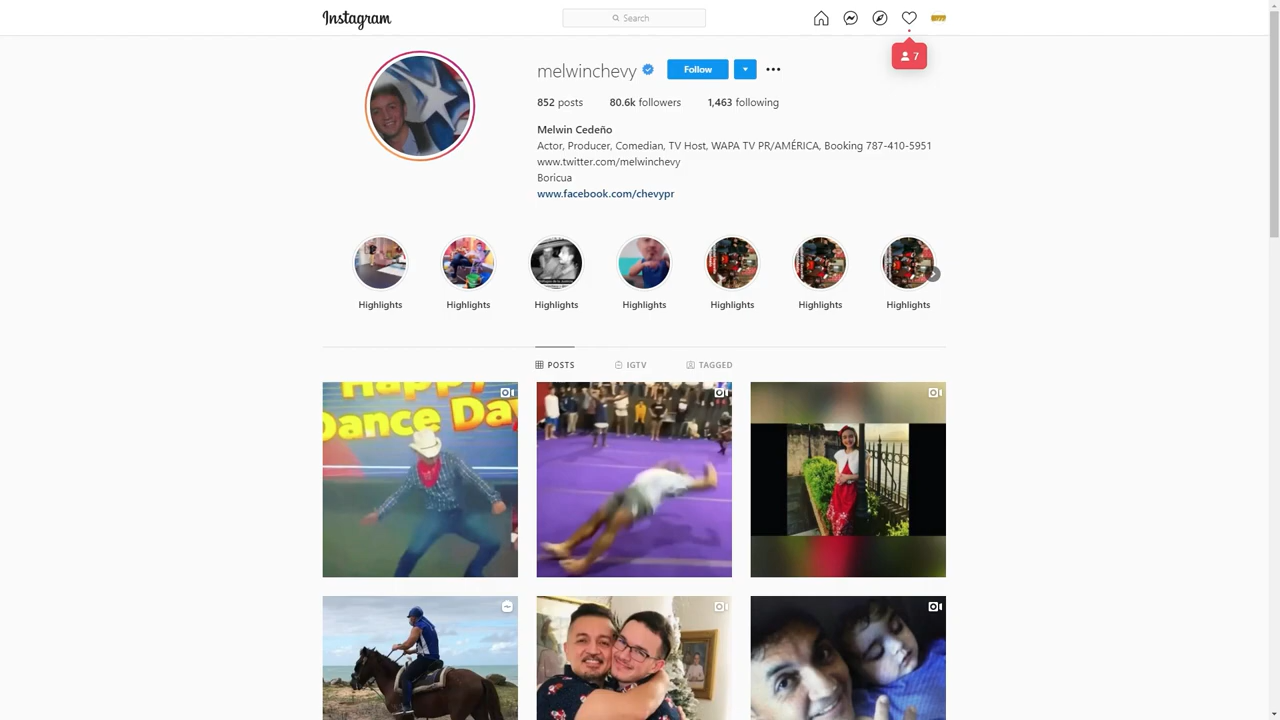 Instagram
Search
7
melwinchevy
Follow
852 posts
80.6k followers
1,463 following
Melwin Cedeño
Actor, Producer, Comedian, TV Host, WAPA TV PR/AMÉRICA, Booking 787-410-5951
www.twitter.com/melwinchevy
Boricua
www.facebook.com/chevypr
Highlights
Highlights
Highlights
Highlights
Highlights
Highlights
Highlights
POSTS
IGTV
TAGGED
Happy
Dance Day